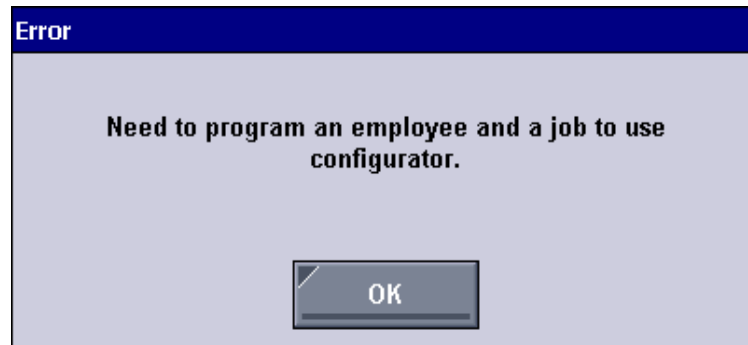 Error
Need to program an employee and a job to use
configurator.
OK